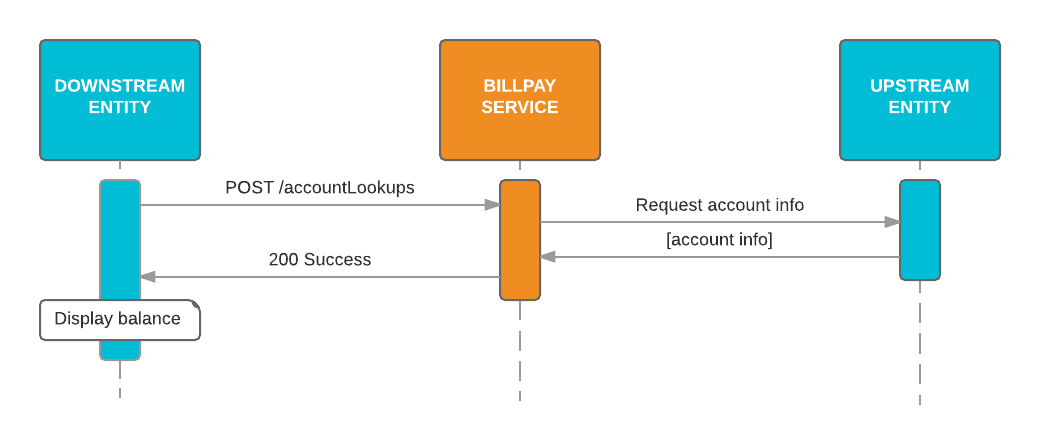 DOWNSTREAM
ENTITY
BILLPAY
SERVICE
UPSTREAM
ENTITY
POST /accountLookups
Request account info
[account info]
200 Success
Display balance